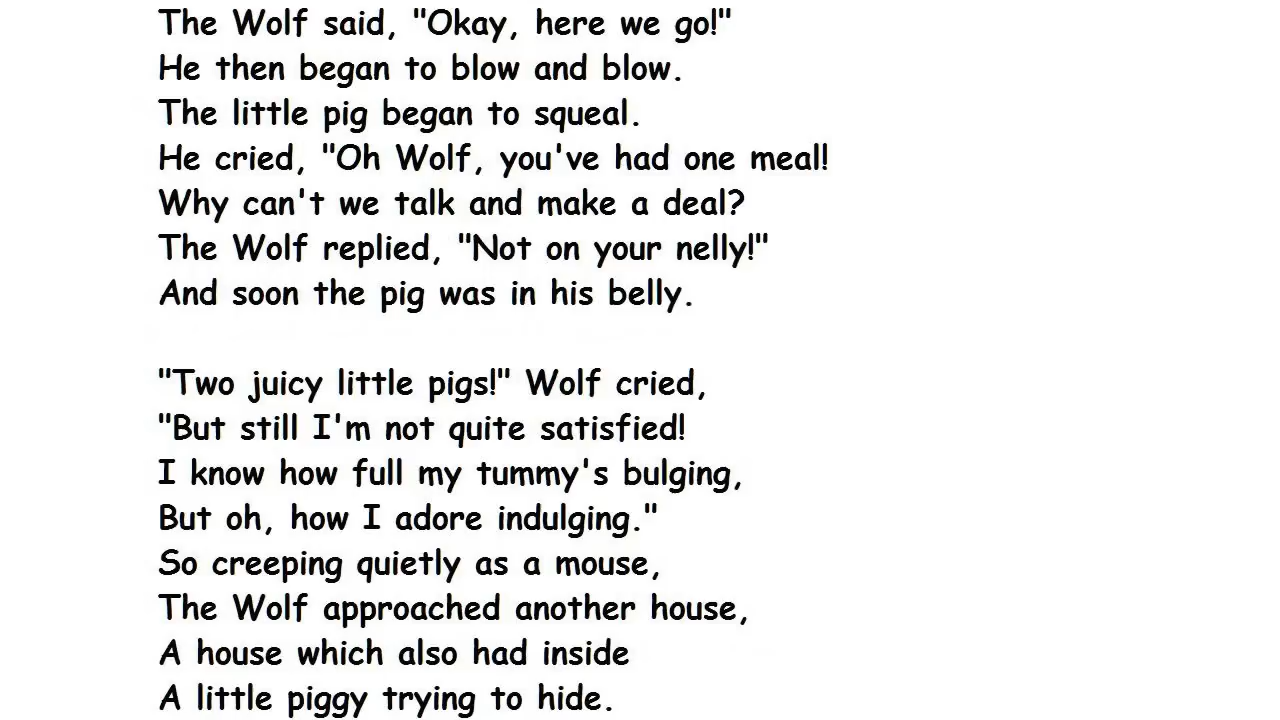 The Wolf said, "Okay, here we go!"
He then began to blow and blow.
The little pig began to squeal.
He cried, "Oh Wolf, you've had one meal!
Why can't we talk and make a deal?
The Wolf replied, "Not on your nelly!"
And soon the pig was in his belly.

"Two juicy little pigs!" Wolf cried,
"But still I'm not quite satisfied!
I know how full my tummy's bulging,
But oh, how I adore indulging."
So creeping quietly as a mouse,
The Wolf approached another house,
A house which also had inside
A little piggy trying to hide.